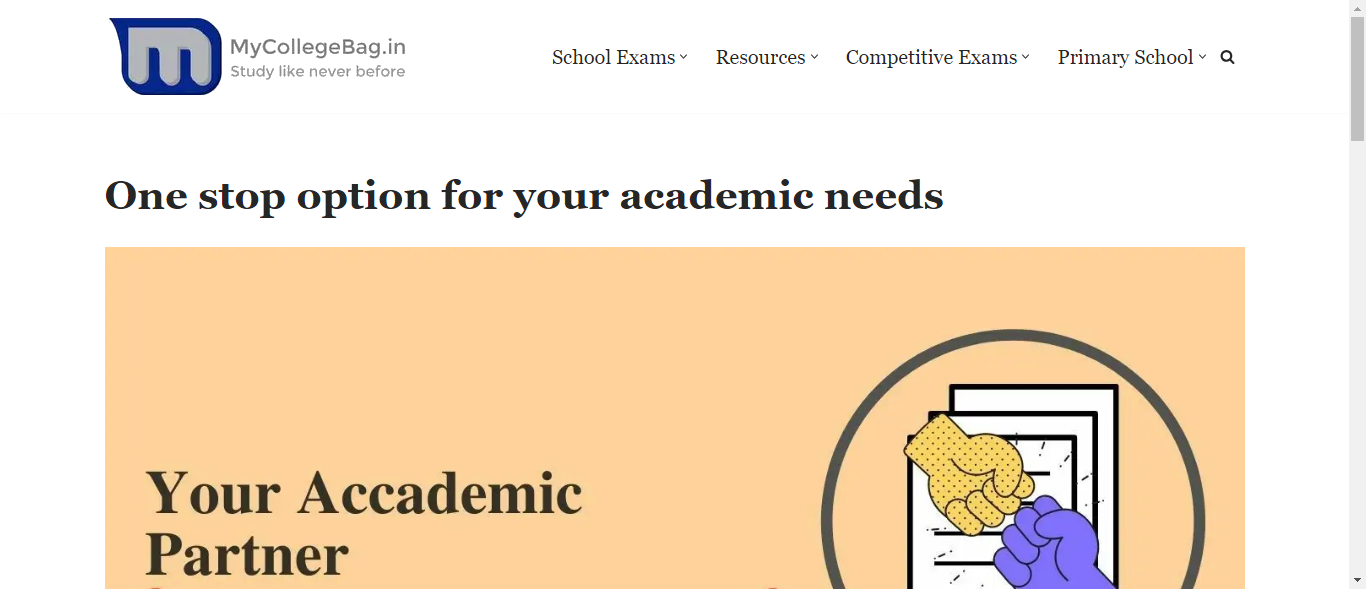 MyCollegeBag.in
Study like never before
School Exams
Resources
Competitive Exams
Primary School
One stop option for your academic needs
Your Accademic
Partner